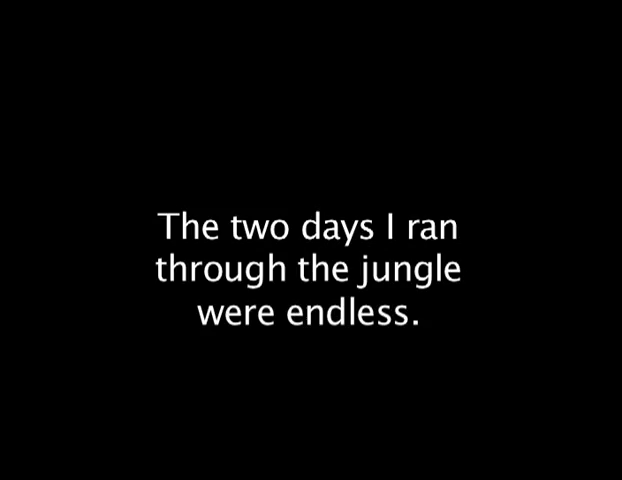 The two days I ran
through the jungle
were endless.